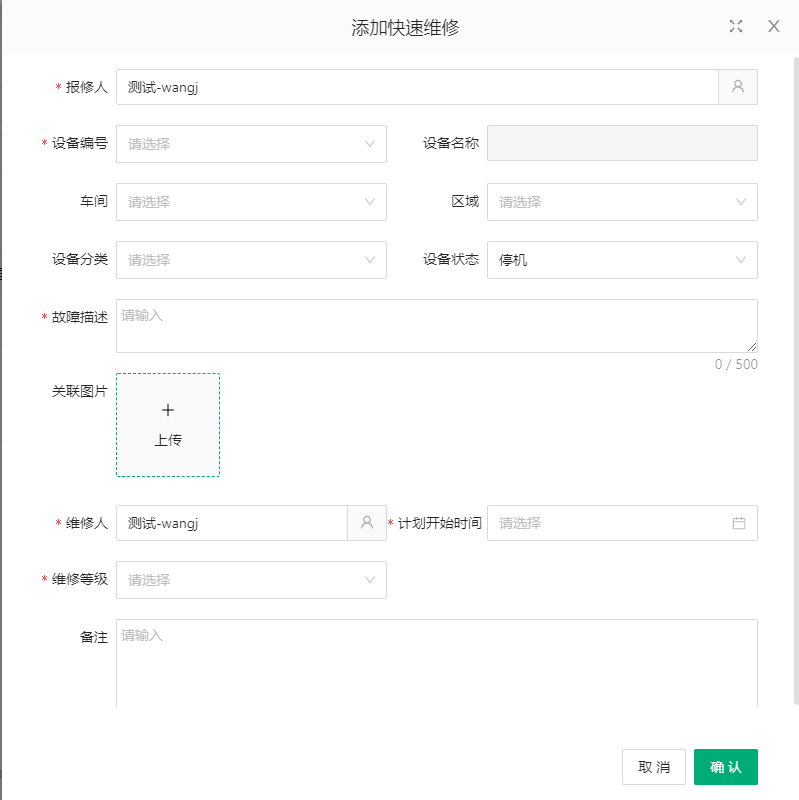 添加快速维修
* 报修人 测试-wangj
* 设备编号 请选择 设备名称
车间 请选择 区域 请选择
设备分类 请选择 设备状态 停机
* 故障描述 请输入
0 / 500
关联图片
上传
* 维修人 测试-wangj * 计划开始时间 请选择
* 维修等级 请选择
备注 请输入
取 消 确 认